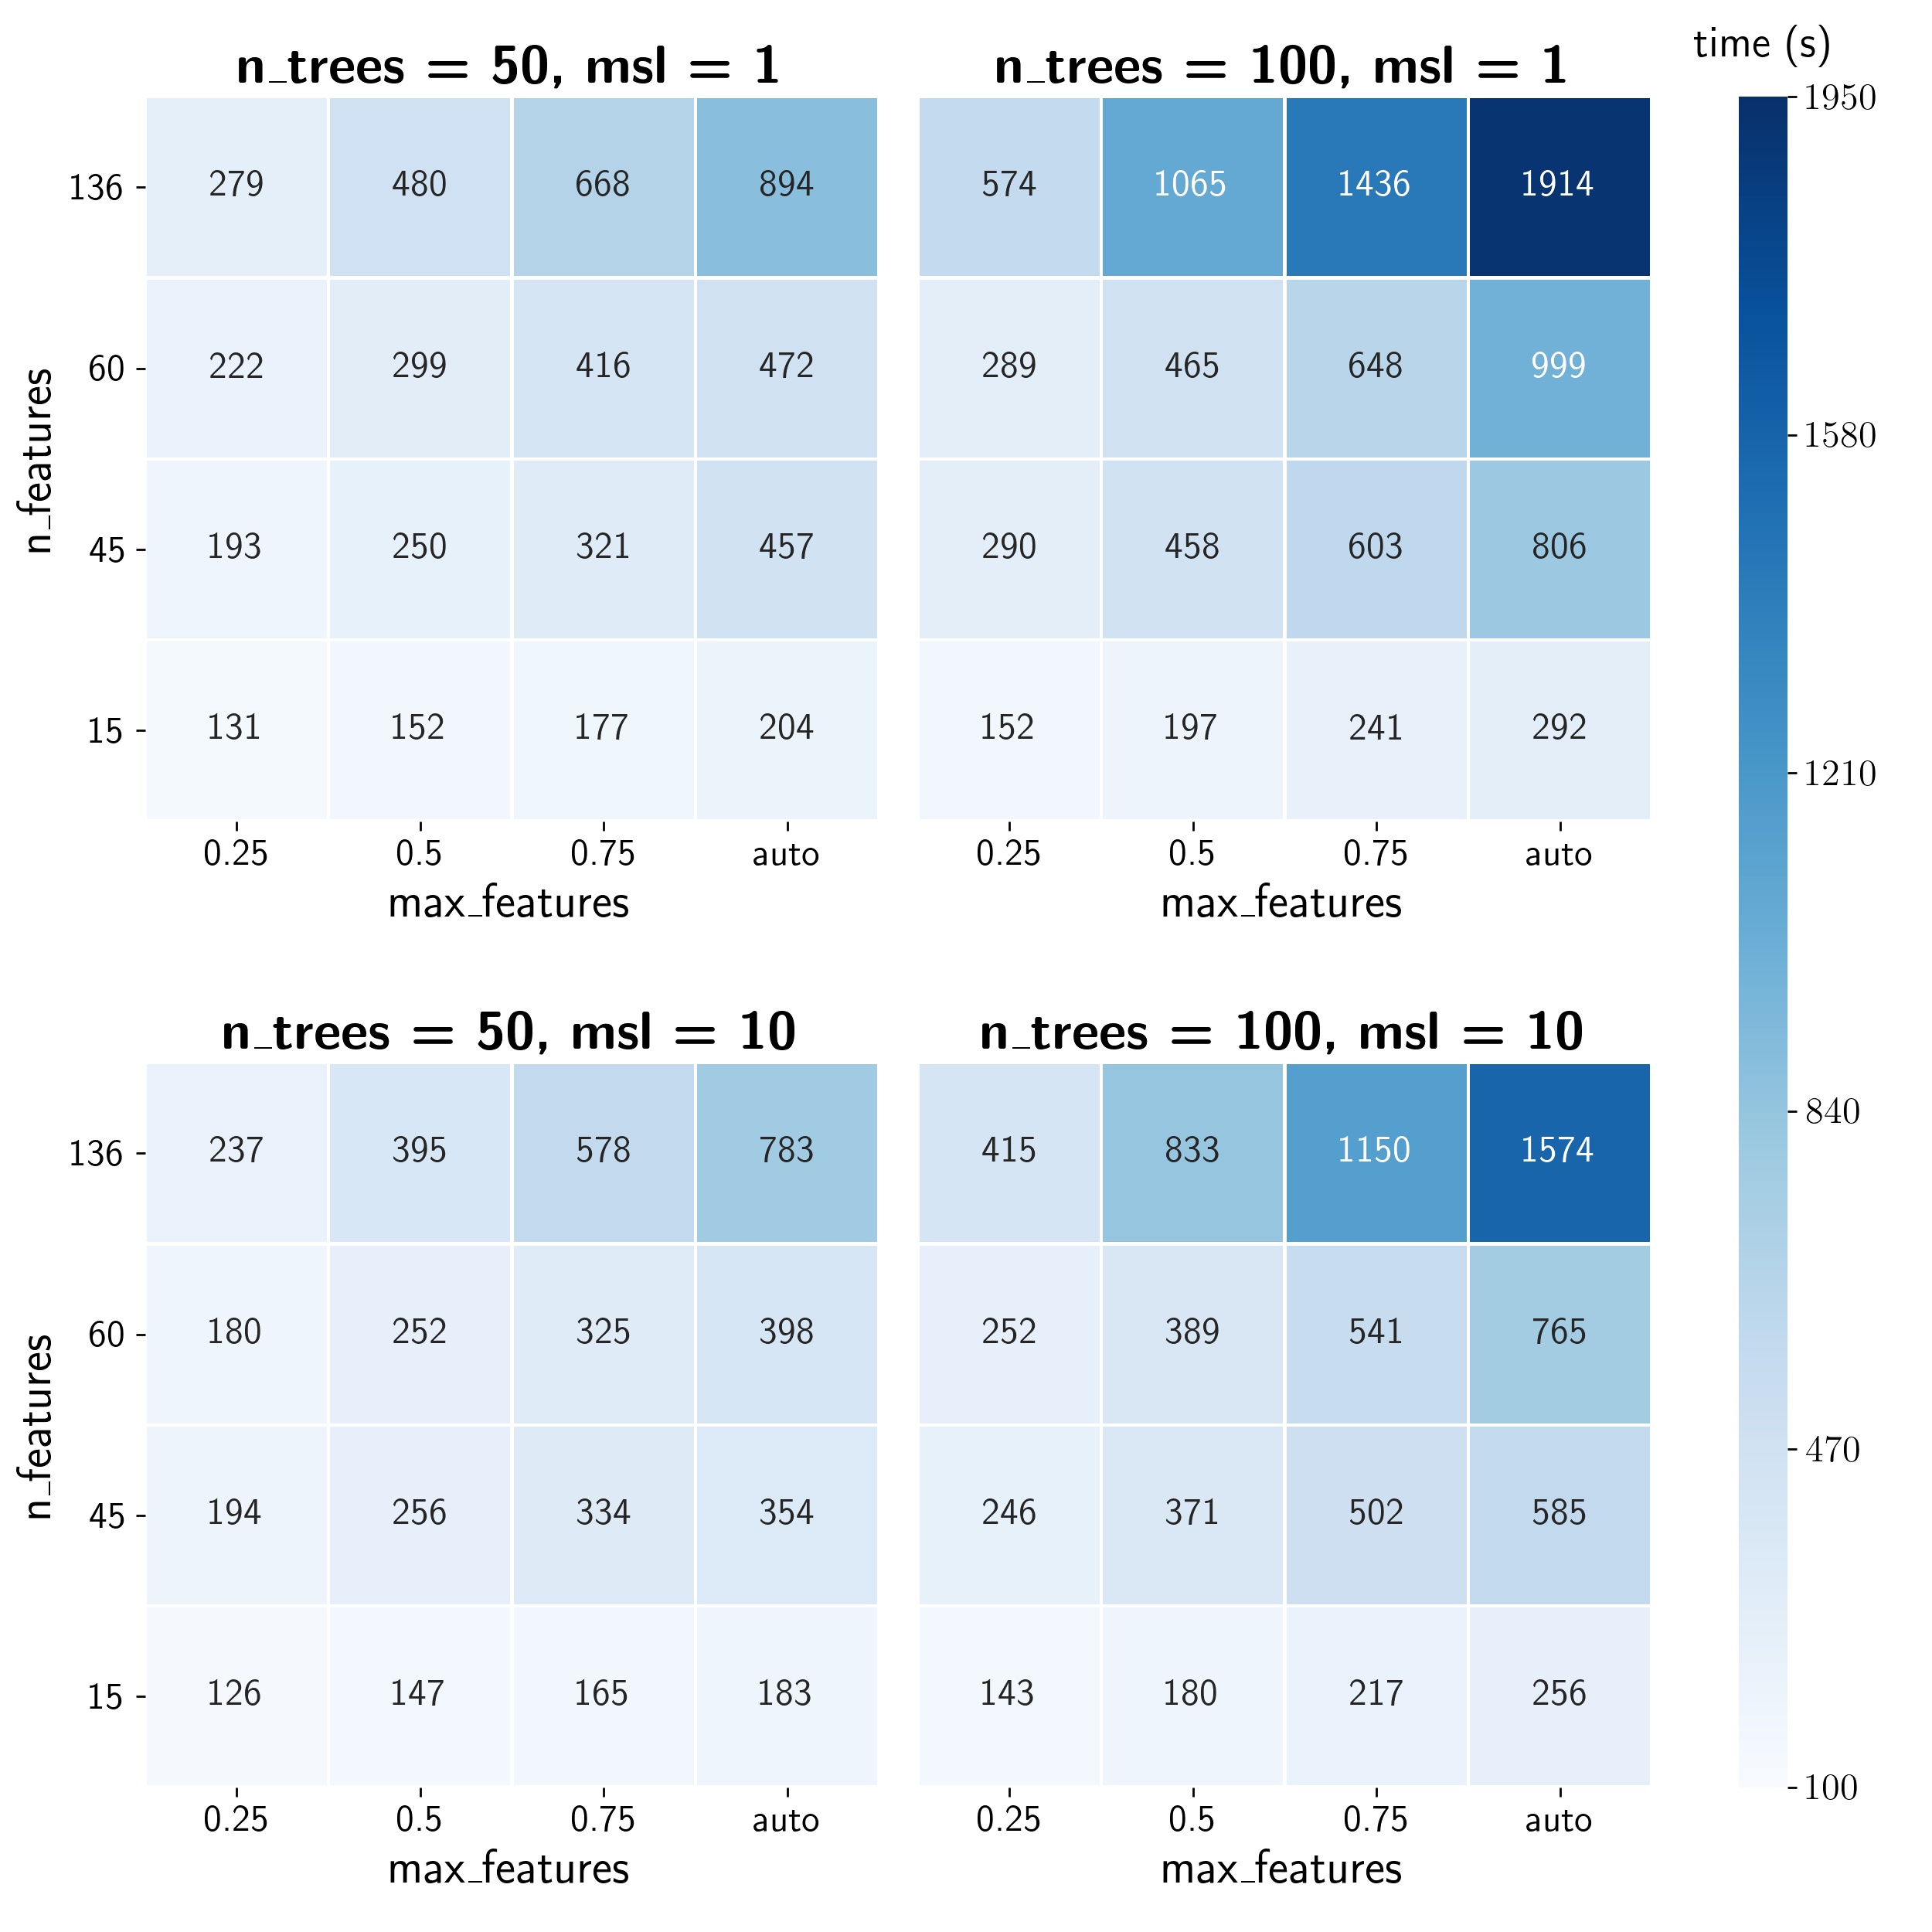 time (s)
n_trees = 50, msl = 1
n_trees = 100, msl = 1
1950
136 279 480 668 894 574 1065 1436 1914
60 222 299 416 472 289 465 648 999
1580
n_features
45 193 250 321 457 290 458 603 806
15 131 152 177 204 152 197 241 292
1210
0.25 0.5 0.75 auto 0.25 0.5 0.75 auto
max_features max_features
n_trees = 50, msl = 10
n_trees = 100, msl = 10
840
136 237 395 578 783 415 833 1150 1574
60 180 252 325 398 252 389 541 765
n_features
470
45 194 256 334 354 246 371 502 585
15 126 147 165 183 143 180 217 256
100
0.25 0.5 0.75 auto 0.25 0.5 0.75 auto
max_features max_features